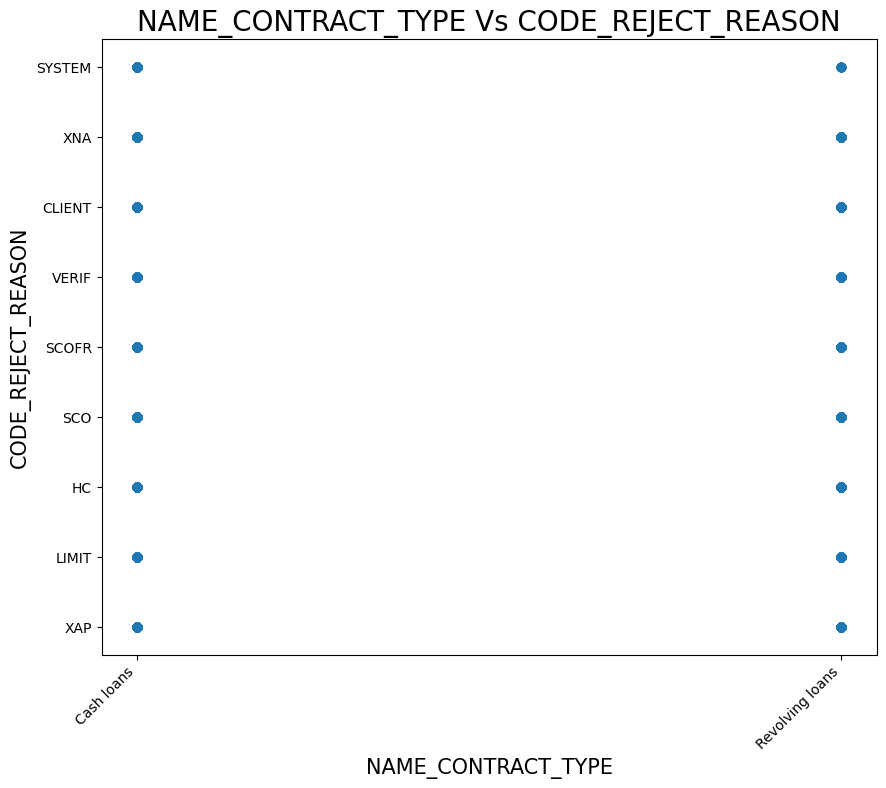 NAME_CONTRACT_TYPE Vs CODE_REJECT_REASON
SYSTEM
XNA
CLIENT
VERIF
SCOFR
SCO
HC
LIMIT
XAP
CODE_REJECT_REASON
Cash loans
Revolving loans
NAME_CONTRACT_TYPE